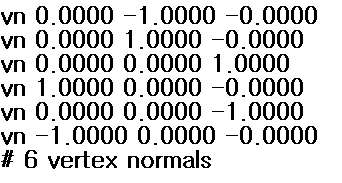 vn 0.0000 -1.0000 -0.0000
vn 0.0000 1.0000 -0.0000
vn 0.0000 0.0000 1.0000
vn 1.0000 0.0000 -0.0000
vn 0.0000 0.0000 -1.0000
vn -1.0000 0.0000 -0.0000
# 6 vertex normals